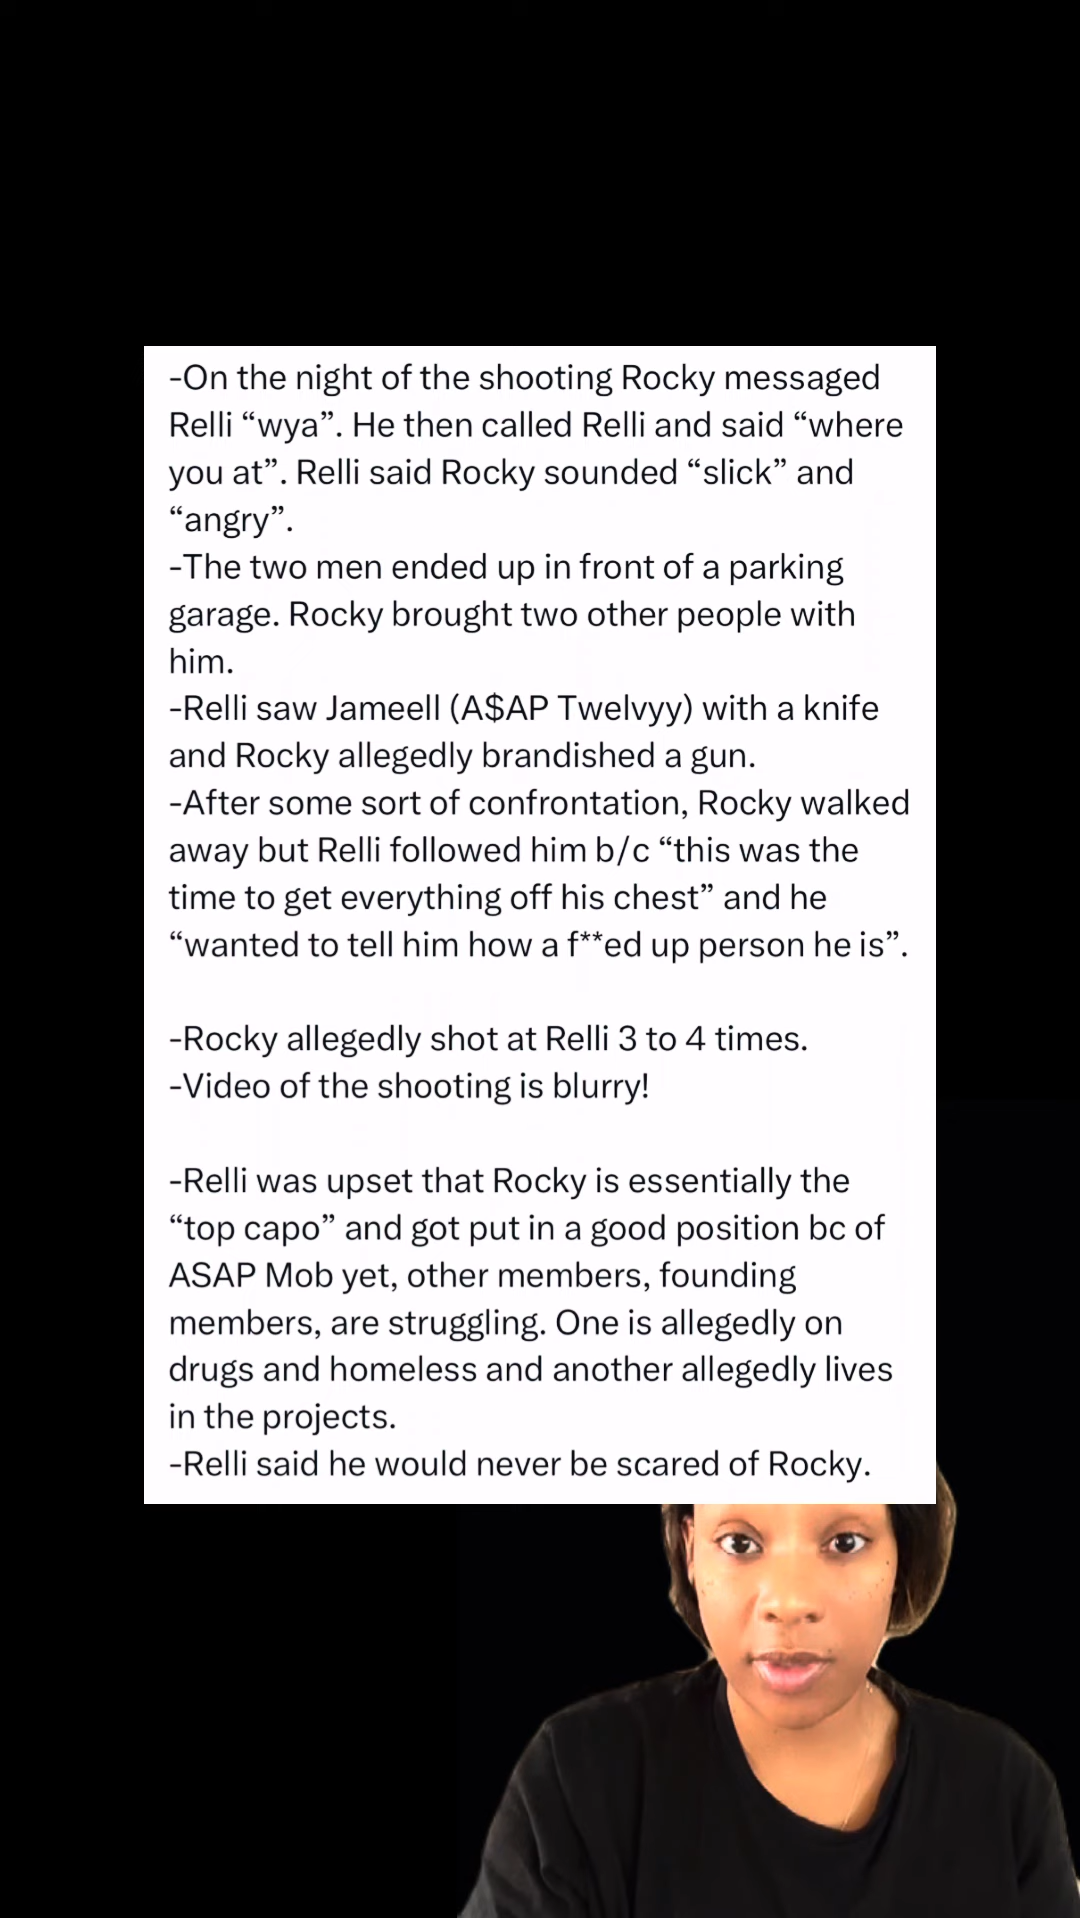 -On the night of the shooting Rocky messaged
Relli “wya”. He then called Relli and said “where
you at”. Relli said Rocky sounded “slick” and
“angry”.
-The two men ended up in front of a parking
garage. Rocky brought two other people with
him.
-Relli saw Jameell (A$AP Twelvyy) with a knife
and Rocky allegedly brandished a gun.
-After some sort of confrontation, Rocky walked
away but Relli followed him b/c “this was the
time to get everything off his chest” and he
“wanted to tell him how a f**ed up person he is”.
-Rocky allegedly shot at Relli 3 to 4 times.
-Video of the shooting is blurry!
-Relli was upset that Rocky is essentially the
“top capo” and got put in a good position bc of
ASAP Mob yet, other members, founding
members, are struggling. One is allegedly on
drugs and homeless and another allegedly lives
in the projects.
-Relli said he would never be scared of Rocky.